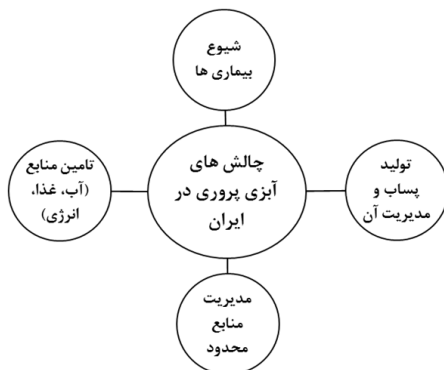 شیوع
بیماری ها
چالش های
آبزی پروری در
ایران
تولید
پساب و
مدیریت آن
تامین منابع
(آب، غذا،
انرژی)
مدیریت
منابع
محدود